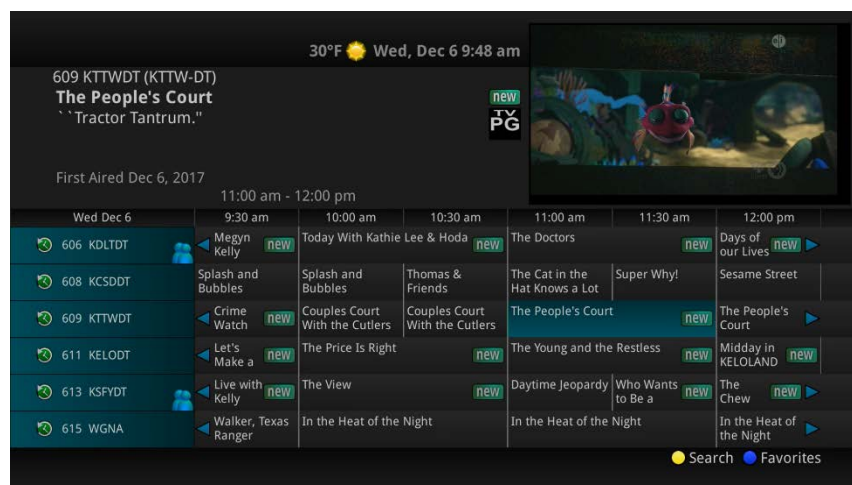 30°F Wed, Dec 6 9:48 am
609 KTTWDT (KTTW-DT)
The People's Court
``Tractor Tantrum."
new
TV
PG
First Aired Dec 6, 2017
11:00 am - 12:00 pm
Wed Dec 6 9:30 am 10:00 am 10:30 am 11:00 am 11:30 am 12:00 pm
606 KDLTDT
Megyn
Kelly
new
Today With Kathie Lee & Hoda
new
The Doctors
new
Days of
our Lives
new
608 KCSDDT
Splash and
Bubbles
Splash and
Bubbles
Thomas &
Friends
The Cat in the
Hat Knows a Lot
Super Why!
Sesame Street
609 KTTWDT
Crime
Watch
new
Couples Court
With the Cutlers
Couples Court
With the Cutlers
The People's Court
new
The People's
Court
611 KELODT
Let's
Make a
new
The Price Is Right
new
The Young and the Restless
new
Midday in
KELOLAND
new
613 KSFYDT
Live with
Kelly
new
The View
new
Daytime Jeopardy
Who Wants
to Be a
new
The
Chew
new
615 WGNA
Walker, Texas
Ranger
In the Heat of the Night
In the Heat of the Night
In the Heat of
the Night
Search Favorites